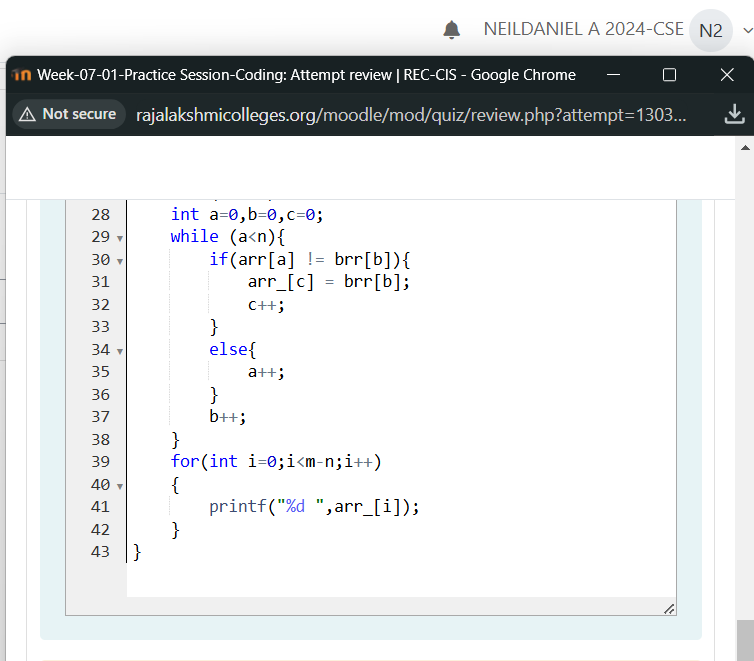 NEILDANIEL A 2024-CSE N2
Week-07-01-Practice Session-Coding: Attempt review | REC-CIS - Google Chrome
Not secure rajalakshmicolleges.org/moodle/mod/quiz/review.php?attempt=1303...
28 int a=0,b=0,c=0;
29 while (a<n){
30 if(arr[a] != brr[b]){
31 arr_[c] = brr[b];
32 c++;
33 }
34 else{
35 a++;
36 }
37 b++;
38 }
39 for(int i=0;i<m-n;i++)
40 {
41 printf("%d ",arr_[i]);
42 }
43 }